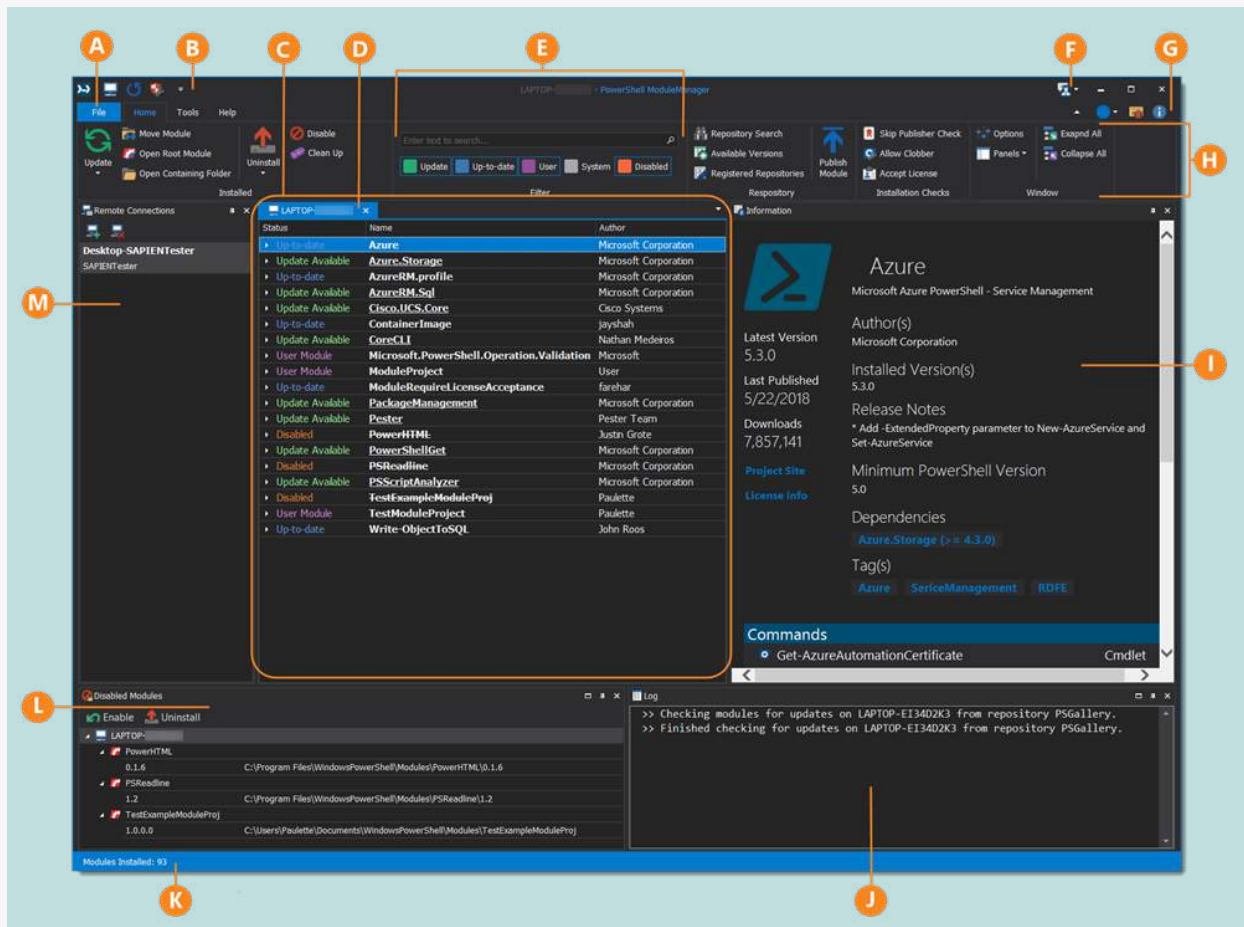 A
B
C
D
E
F
G
LAPTOP- - PowerShell ModuleManager
File Home Tools Help
Update
Move Module
Open Root Module
Open Containing Folder
Uninstall
Disable
Clean Up
Installed
Enter text to search...
Update Up-to-date User System Disabled
Filter
Repository Search
Available Versions
Registered Repositories
Publish Module
Respository
Skip Publisher Check
Allow Clobber
Accept License
Installation Checks
Options
Panels
Exapnd All
Collapse All
Window
H
Remote Connections
Desktop-SAPIENTester
SAPIENTester
M
LAPTOP-
Status Name Author
Up-to-date Azure Microsoft Corporation
Update Available Azure.Storage Microsoft Corporation
Up-to-date AzureRM.profile Microsoft Corporation
Update Available AzureRM.Sql Microsoft Corporation
Update Available Cisco.UCS.Core Cisco Systems
Up-to-date ContainerImage jayshah
Update Available CoreCLI Nathan Medeiros
User Module Microsoft.PowerShell.Operation.Validation Microsoft
User Module ModuleProject User
Up-to-date ModuleRequireLicenseAcceptance farehar
Update Available PackageManagement Microsoft Corporation
Update Available Pester Pester Team
Disabled PowerHTML Justin Grote
Update Available PowerShellGet Microsoft Corporation
Disabled PSReadline Microsoft Corporation
Update Available PSScriptAnalyzer Microsoft Corporation
Disabled TestExampleModuleProj Paulette
User Module TestModuleProject Paulette
Up-to-date Write-ObjectToSQL John Roos
Information
Azure
Microsoft Azure PowerShell - Service Management
Latest Version
5.3.0
Last Published
5/22/2018
Downloads
7,857,141
Project Site
License Info
Author(s)
Microsoft Corporation
Installed Version(s)
5.3.0
Release Notes
* Add -ExtendedProperty parameter to New-AzureService and
Set-AzureService
Minimum PowerShell Version
5.0
Dependencies
Azure.Storage (>= 4.3.0)
Tag(s)
Azure SericeManagement RDFE
Commands
Get-AzureAutomationCertificate Cmdlet
I
L
Disabled Modules
Enable Uninstall
LAPTOP-
PowerHTML
0.1.6 C:\Program Files\WindowsPowerShell\Modules\PowerHTML\0.1.6
PSReadline
1.2 C:\Program Files\WindowsPowerShell\Modules\PSReadline\1.2
TestExampleModuleProj
1.0.0.0 C:\Users\Paulette\Documents\WindowsPowerShell\Modules\TestExampleModuleProj
Log
>> Checking modules for updates on LAPTOP-EI34D2K3 from repository PSGallery.
>> Finished checking for updates on LAPTOP-EI34D2K3 from repository PSGallery.
Modules Installed: 93
K
J